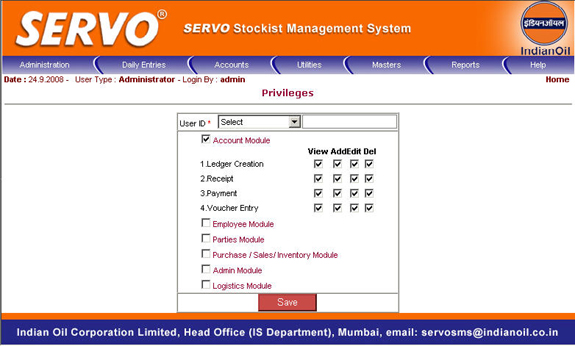 SERVO® SERVO Stockist Management System
इंडियनऑयल
IndianOil
Administration Daily Entries Accounts Utilities Masters Reports Help
Date : 24.9.2008 - User Type : Administrator - Login By : admin Home
Privileges
User ID * Select
Account Module
View Add Edit Del
1.Ledger Creation
2.Receipt
3.Payment
4.Voucher Entry
Employee Module
Parties Module
Purchase / Sales/ Inventory Module
Admin Module
Logistics Module
Save
Indian Oil Corporation Limited, Head Office (IS Department), Mumbai, email: servosms@indianoil.co.in